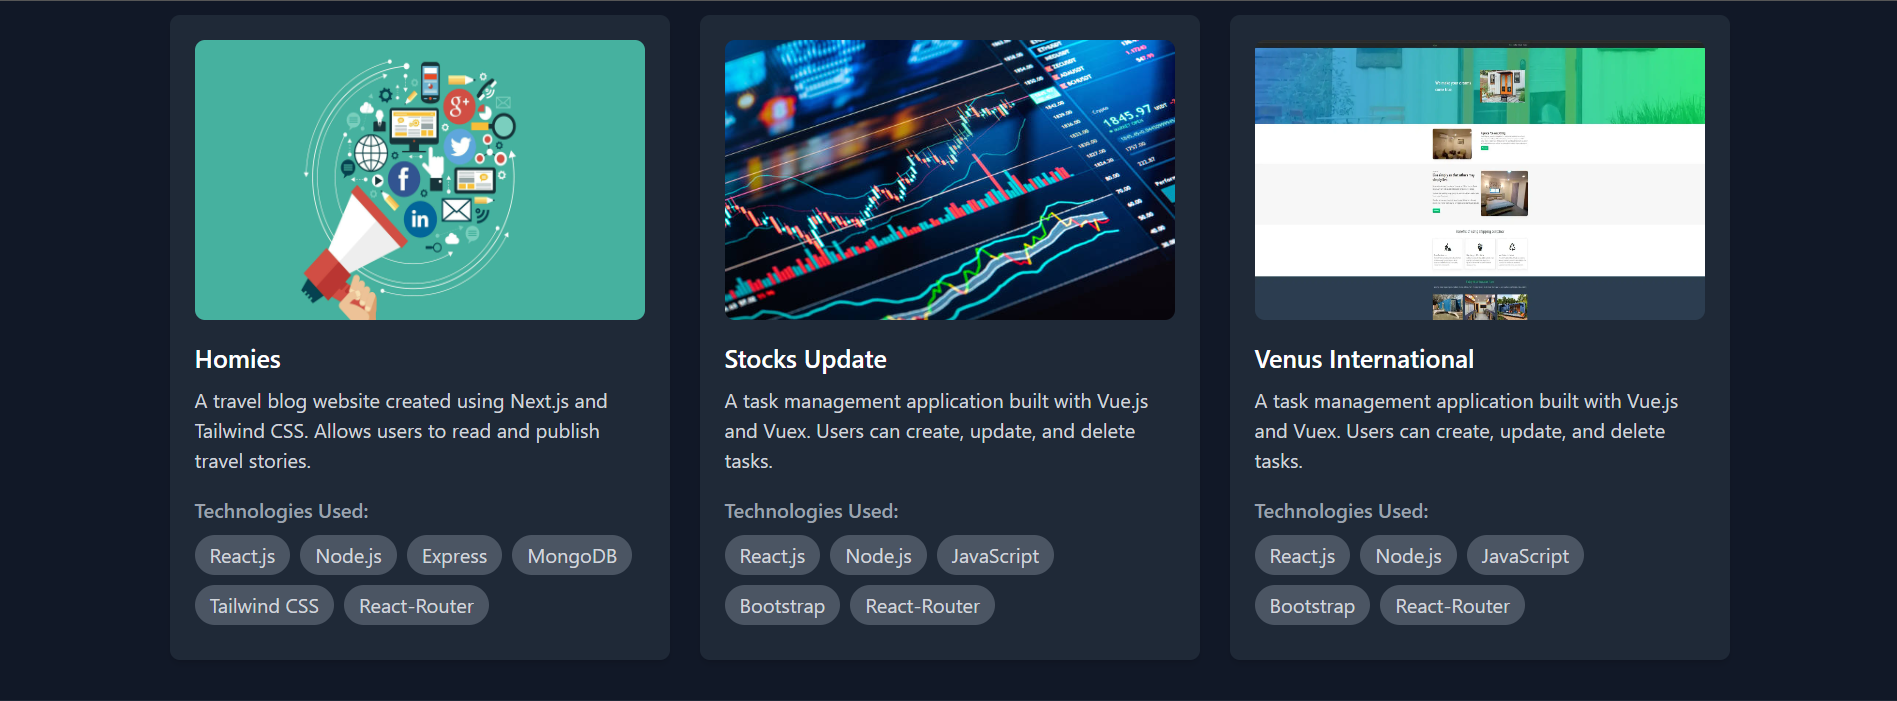 g+
f
in
1845.97
Homies
A travel blog website created using Next.js and
Tailwind CSS. Allows users to read and publish
travel stories.
Technologies Used:
React.js Node.js Express MongoDB
Tailwind CSS React-Router
Stocks Update
A task management application built with Vue.js
and Vuex. Users can create, update, and delete
tasks.
Technologies Used:
React.js Node.js JavaScript
Bootstrap React-Router
Venus International
A task management application built with Vue.js
and Vuex. Users can create, update, and delete
tasks.
Technologies Used:
React.js Node.js JavaScript
Bootstrap React-Router